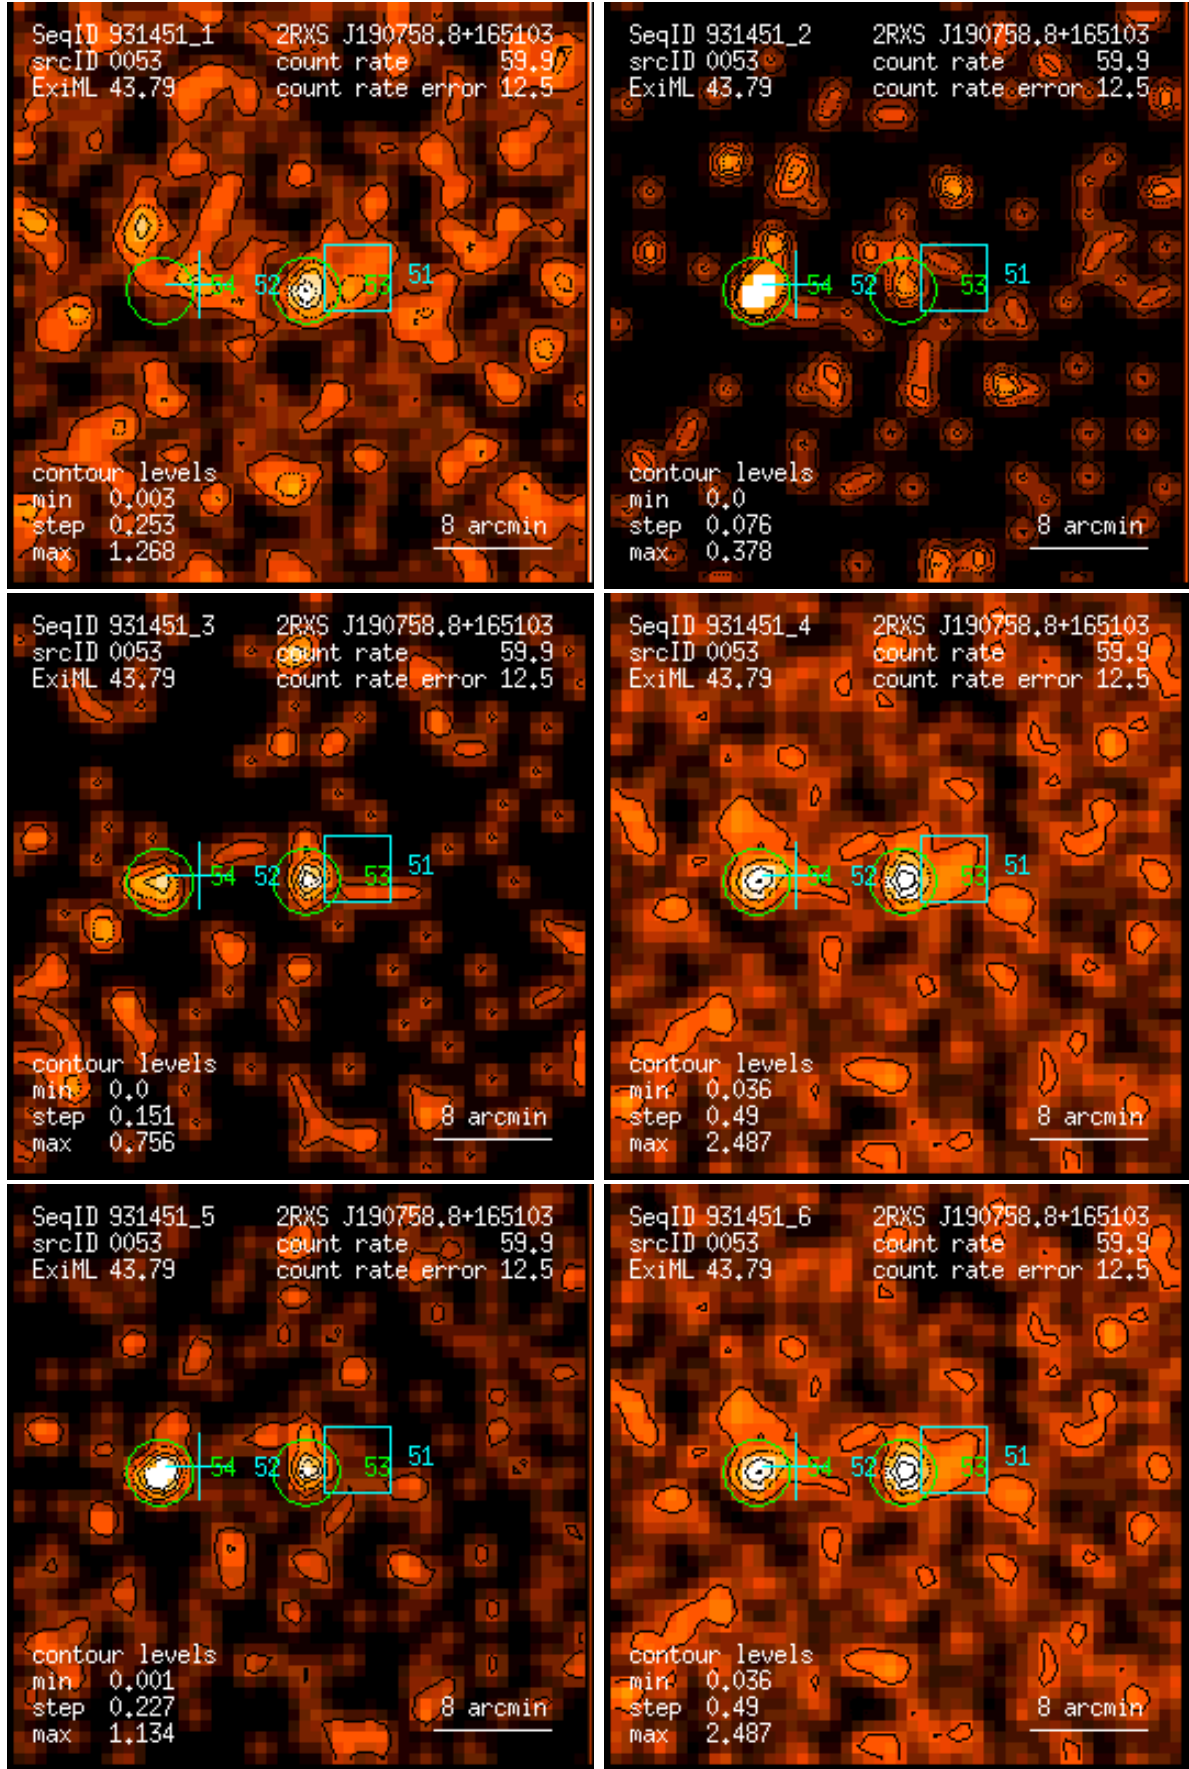 SeqID 931451_1 2RXS J190758.8+165103
srcID 0053 count rate 59.9
ExiML 43.79 count rate error 12.5
54 52 53 51
contour levels
min 0.003
step 0.253 8 arcmin
max 1.268
SeqID 931451_2 2RXS J190758.8+165103
srcID 0053 count rate 59.9
ExiML 43.79 count rate error 12.5
54 52 53 51
contour levels
min 0.0
step 0.076 8 arcmin
max 0.378
SeqID 931451_3 2RXS J190758.8+165103
srcID 0053 count rate 59.9
ExiML 43.79 count rate error 12.5
54 52 53 51
contour levels
min 0.0
step 0.151 8 arcmin
max 0.756
SeqID 931451_4 2RXS J190758.8+165103
srcID 0053 count rate 59.9
ExiML 43.79 count rate error 12.5
54 52 53 51
contour levels
min 0.036
step 0.49 8 arcmin
max 2.487
SeqID 931451_5 2RXS J190758.8+165103
srcID 0053 count rate 59.9
ExiML 43.79 count rate error 12.5
54 52 53 51
contour levels
min 0.001
step 0.227 8 arcmin
max 1.134
SeqID 931451_6 2RXS J190758.8+165103
srcID 0053 count rate 59.9
ExiML 43.79 count rate error 12.5
54 52 53 51
contour levels
min 0.036
step 0.49 8 arcmin
max 2.487